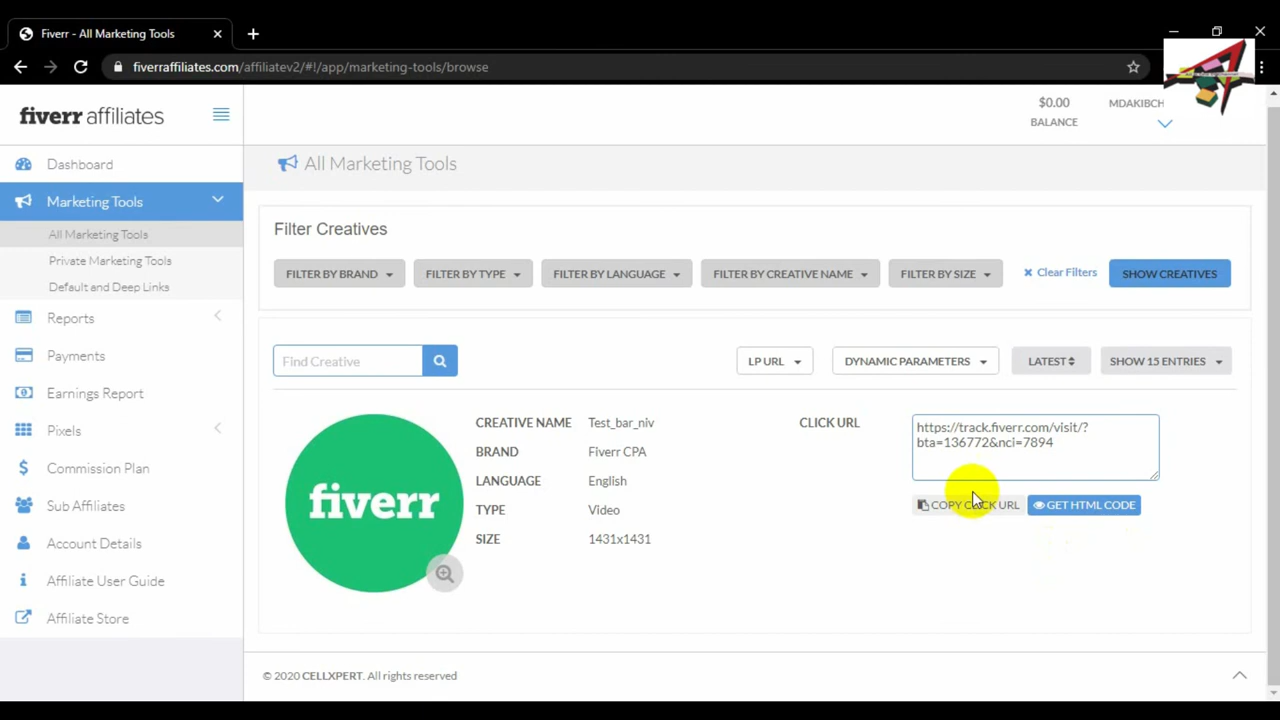 Fiverr - All Marketing Tools
fiverraffiliates.com/affiliatev2/#!/app/marketing-tools/browse
fiverr affiliates
$0.00
BALANCE
MDAKIBCH
Dashboard
Marketing Tools
All Marketing Tools
Private Marketing Tools
Default and Deep Links
Reports
Payments
Earnings Report
Pixels
Commission Plan
Sub Affiliates
Account Details
Affiliate User Guide
Affiliate Store
All Marketing Tools
Filter Creatives
FILTER BY BRAND
FILTER BY TYPE
FILTER BY LANGUAGE
FILTER BY CREATIVE NAME
FILTER BY SIZE
Clear Filters
SHOW CREATIVES
Find Creative
LP URL
DYNAMIC PARAMETERS
LATEST
SHOW 15 ENTRIES
fiverr
CREATIVE NAME Test_bar_niv
BRAND Fiverr CPA
LANGUAGE English
TYPE Video
SIZE 1431x1431
CLICK URL
https://track.fiverr.com/visit/?
bta=136772&nci=7894
COPY CLICK URL
GET HTML CODE
© 2020 CELLXPERT. All rights reserved